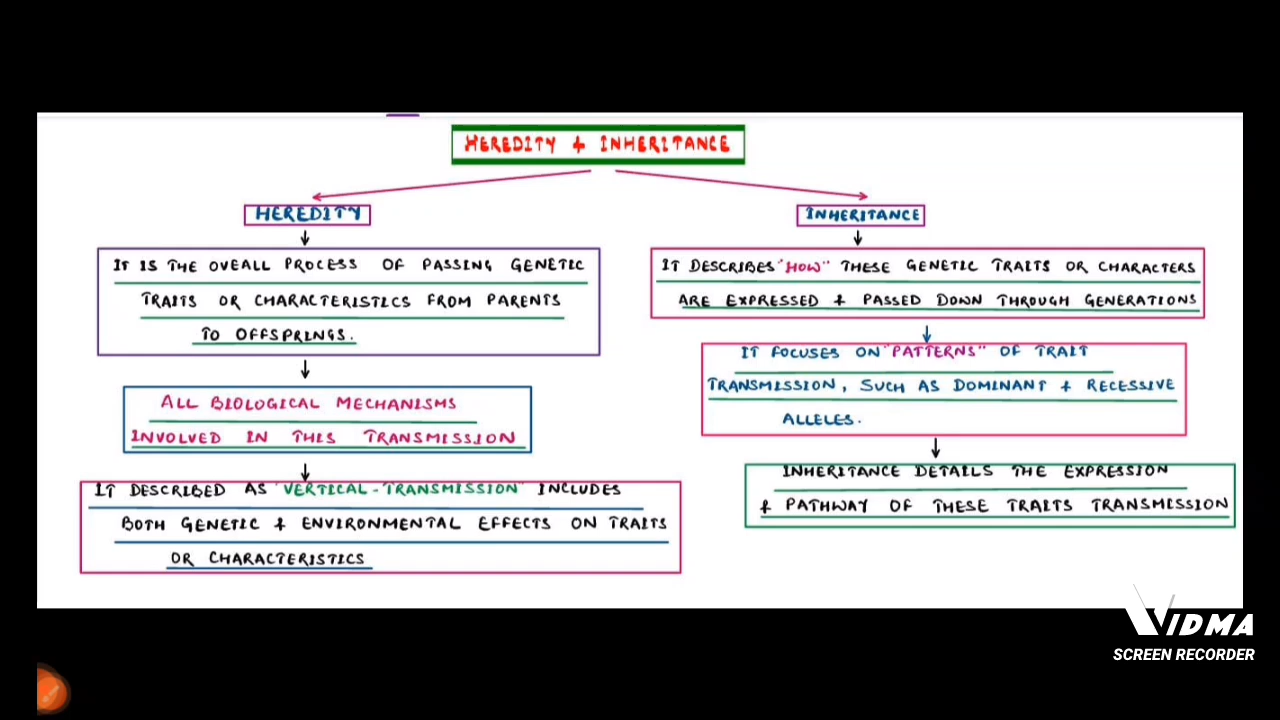 HEREDITY & INHERITANCE
HEREDITY
IT IS THE OVEALL PROCESS OF PASSING GENETIC
TRAITS OR CHARACTERISTICS FROM PARENTS
TO OFFSPRINGS.
ALL BIOLOGICAL MECHANISMS
INVOLVED IN THIS TRANSMISSION
IT DESCRIBED AS "VERTICAL-TRANSMISSION" INCLUDES
BOTH GENETIC & ENVIRONMENTAL EFFECTS ON TRAITS
OR CHARACTERISTICS
INHERITANCE
IT DESCRIBES "HOW" THESE GENETIC TRAITS OR CHARACTERS
ARE EXPRESSED & PASSED DOWN THROUGH GENERATIONS
IT FOCUSES ON "PATTERNS" OF TRAIT
TRANSMISSION, SUCH AS DOMINANT & RECESSIVE
ALLELES.
INHERITANCE DETAILS THE EXPRESSION
& PATHWAY OF THESE TRAITS TRANSMISSION
VIDMA
SCREEN RECORDER